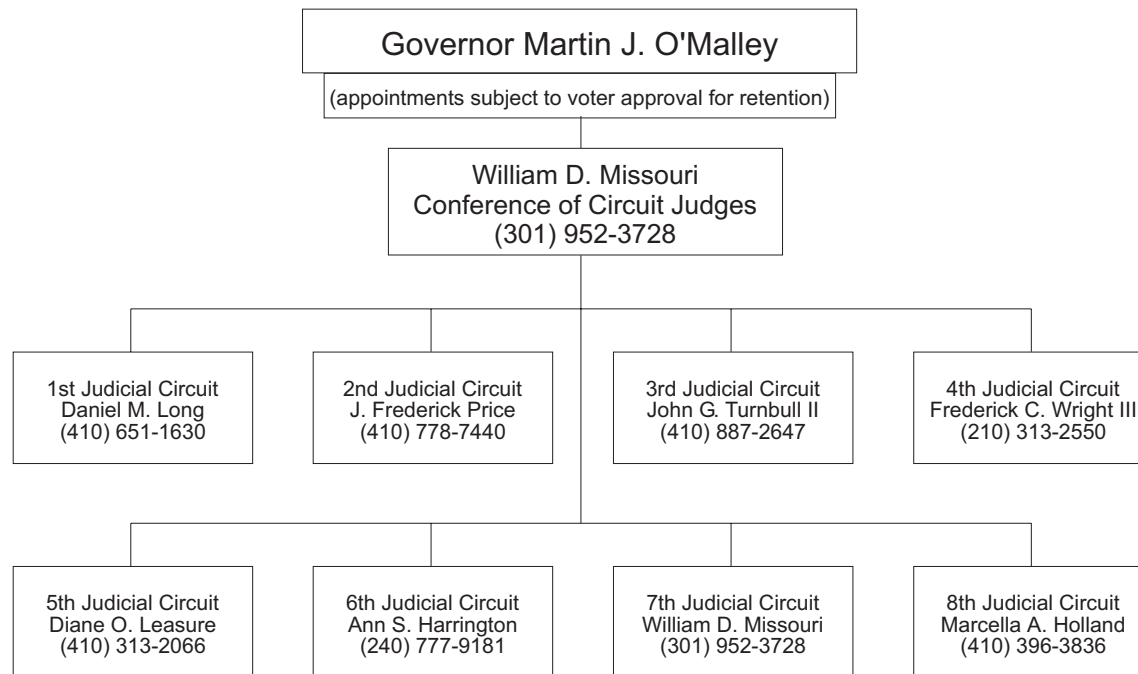 Governor Martin J. O'Malley
(appointments subject to voter approval for retention)
William D. Missouri
Conference of Circuit Judges
(301) 952-3728
1st Judicial Circuit
Daniel M. Long
(410) 651-1630
2nd Judicial Circuit
J. Frederick Price
(410) 778-7440
3rd Judicial Circuit
John G. Turnbull II
(410) 887-2647
4th Judicial Circuit
Frederick C. Wright III
(210) 313-2550
5th Judicial Circuit
Diane O. Leasure
(410) 313-2066
6th Judicial Circuit
Ann S. Harrington
(240) 777-9181
7th Judicial Circuit
William D. Missouri
(301) 952-3728
8th Judicial Circuit
Marcella A. Holland
(410) 396-3836